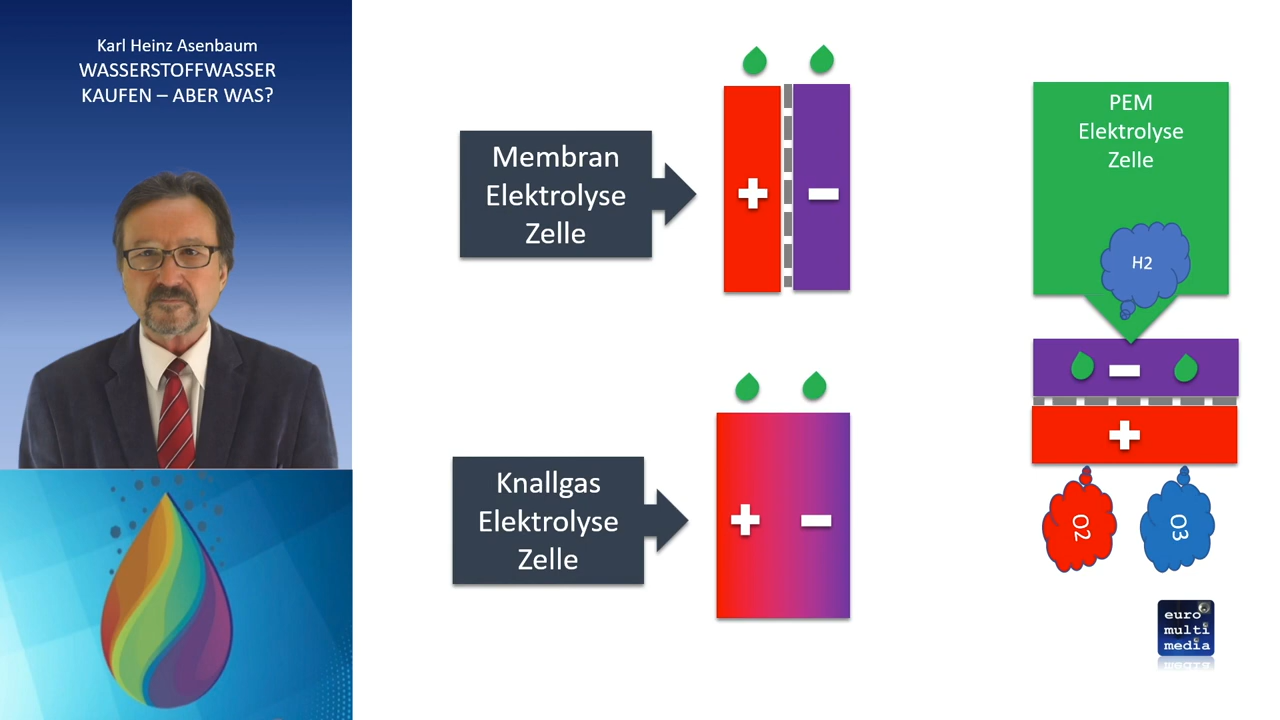 Karl Heinz Asenbaum
WASSERSTOFFWASSER
KAUFEN – ABER WAS?
Membran
Elektrolyse
Zelle
+
−
Knallgas
Elektrolyse
Zelle
+
−
PEM
Elektrolyse
Zelle
H2
−
+
O2
O3
euro
multi
media